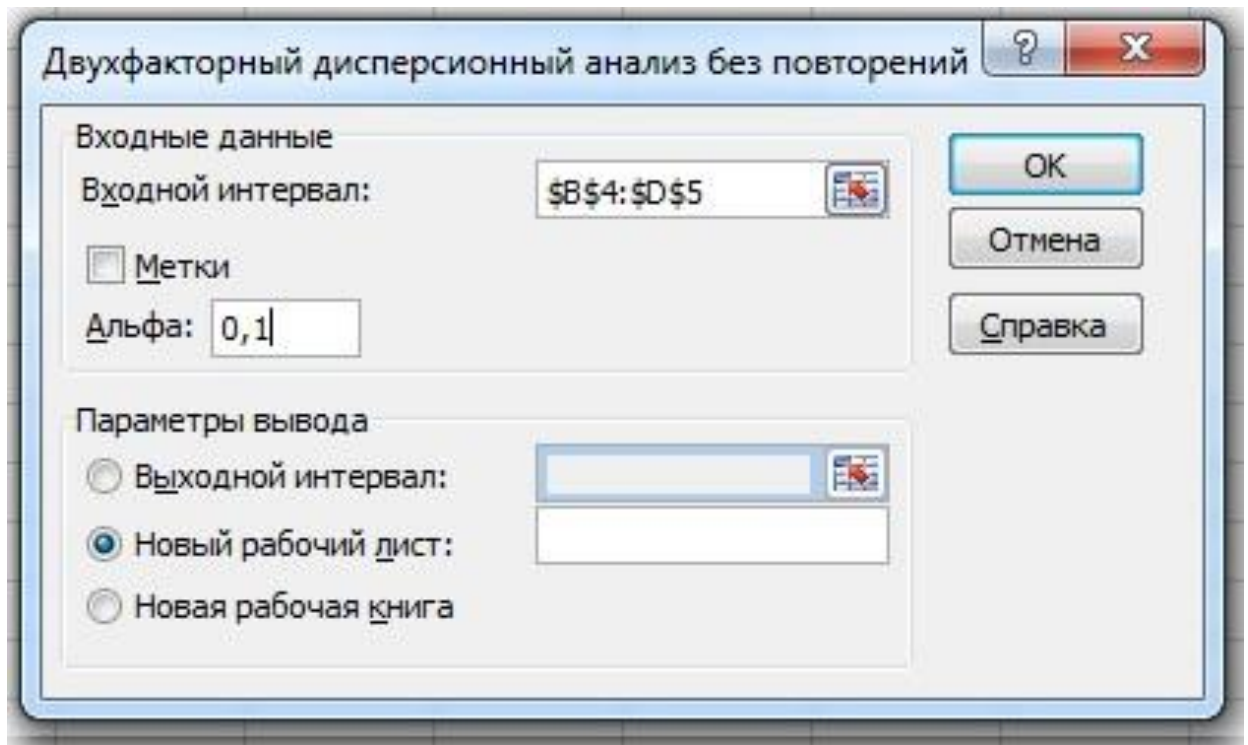 Двухфакторный дисперсионный анализ без повторений ? X
Входные данные
Входной интервал: $B$4:$D$5
OK
Метки
Отмена
Альфа: 0,1
Справка
Параметры вывода
Выходной интервал:
Новый рабочий лист:
Новая рабочая книга